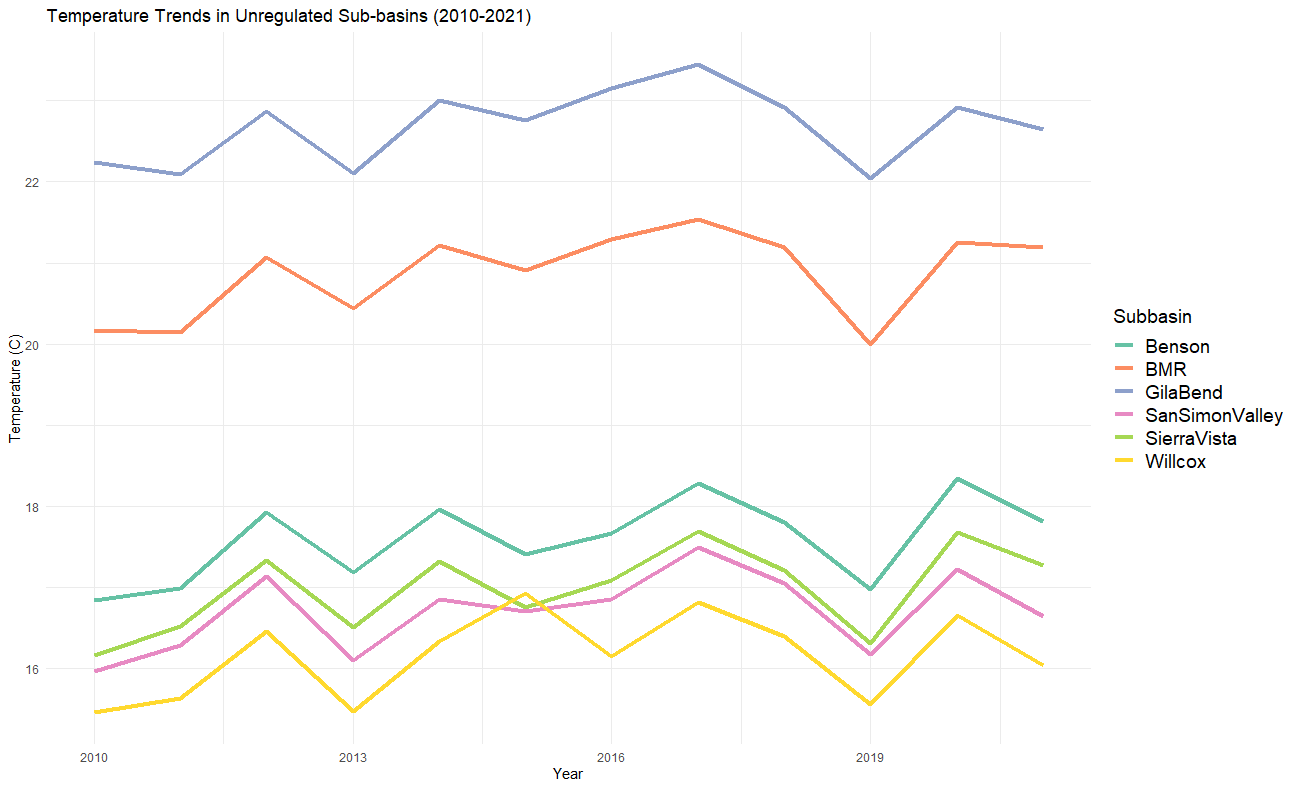 Temperature Trends in Unregulated Sub-basins (2010-2021)
Temperature (C)
22
20
18
16
2010
2013
2016
2019
Year
Subbasin
Benson
BMR
GilaBend
SanSimonValley
SierraVista
Willcox